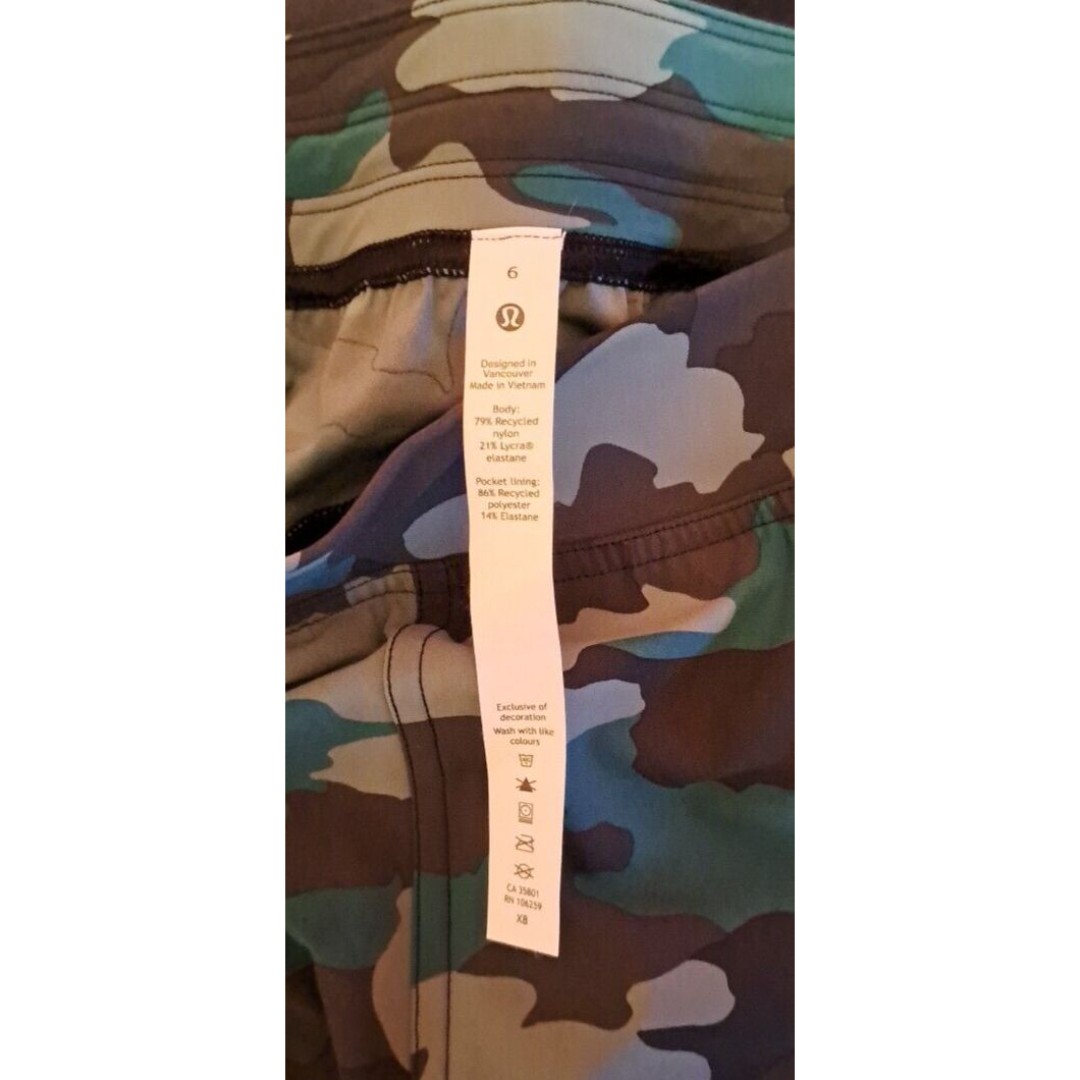 6
Designed in
Vancouver
Made in Vietnam
Body:
79% Recycled
nylon
21% Lycra®
elastane
Pocket lining:
86% Recycled
polyester
14% Elastane
Exclusive of
decoration
Wash with like
colours
CA 35801
RN 106259
XB